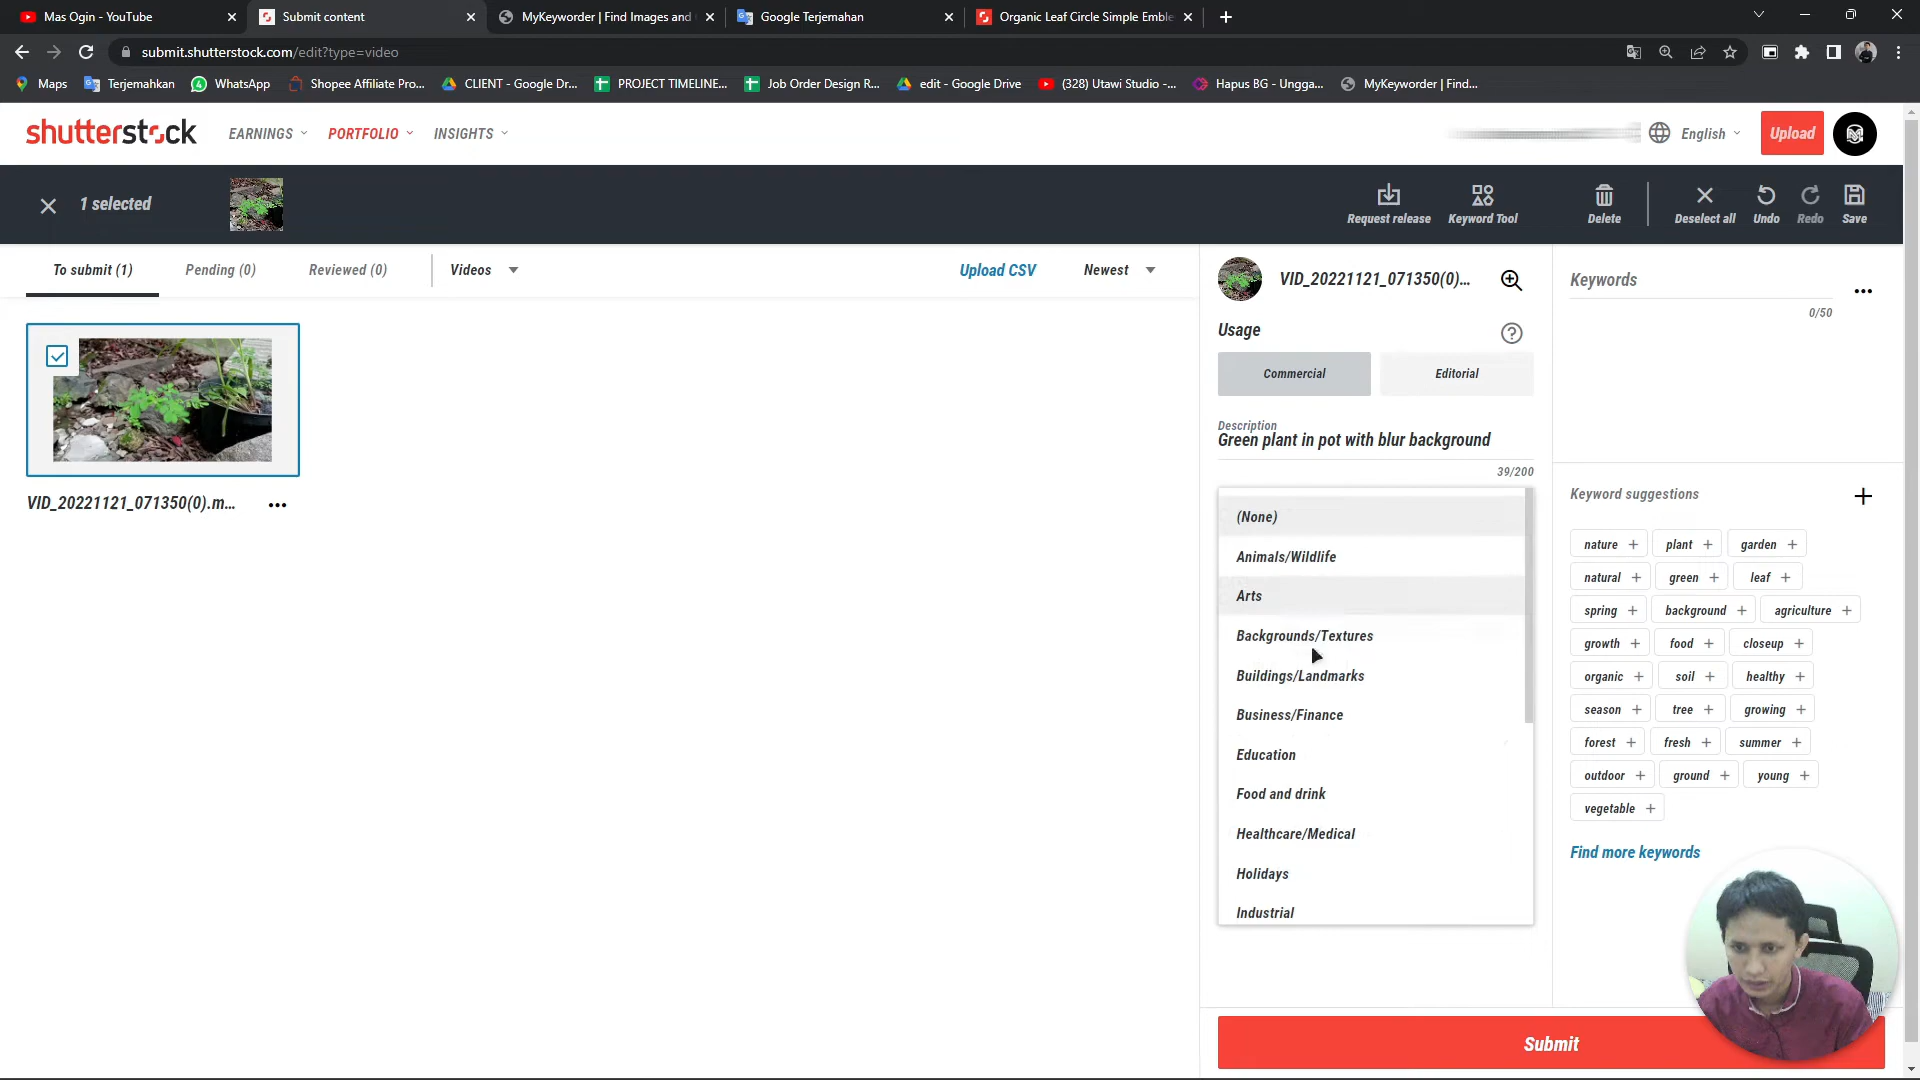 Mas Ogin - YouTube
Submit content
MyKeyworder | Find Images and
Google Terjemahan
Organic Leaf Circle Simple Emble
submit.shutterstock.com/edit?type=video
Maps
Terjemahkan
WhatsApp
Shopee Affiliate Pro...
CLIENT - Google Dr...
PROJECT TIMELINE...
Job Order Design R...
edit - Google Drive
(328) Utawi Studio -...
Hapus BG - Ungga...
MyKeyworder | Find...
shutterstock
EARNINGS
PORTFOLIO
INSIGHTS
English
Upload
1 selected
Request release
Keyword Tool
Delete
Deselect all
Undo
Redo
Save
To submit (1)
Pending (0)
Reviewed (0)
Videos
Upload CSV
Newest
VID_20221121_071350(0).m...
VID_20221121_071350(0)...
Usage
Commercial
Editorial
Description
Green plant in pot with blur background
39/200
(None)
Animals/Wildlife
Arts
Backgrounds/Textures
Buildings/Landmarks
Business/Finance
Education
Food and drink
Healthcare/Medical
Holidays
Industrial
Keywords
0/50
Keyword suggestions
nature + plant + garden +
natural + green + leaf +
spring + background + agriculture +
growth + food + closeup +
organic + soil + healthy +
season + tree + growing +
forest + fresh + summer +
outdoor + ground + young +
vegetable +
Find more keywords
Submit